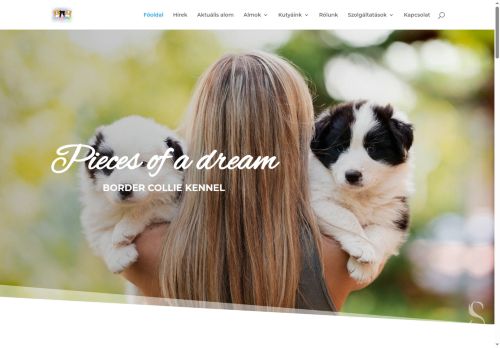 Főoldal Hírek Aktuális alom Almok Kutyáink Rólunk Szolgáltatások Kapcsolat
Pieces of a dream
BORDER COLLIE KENNEL
S